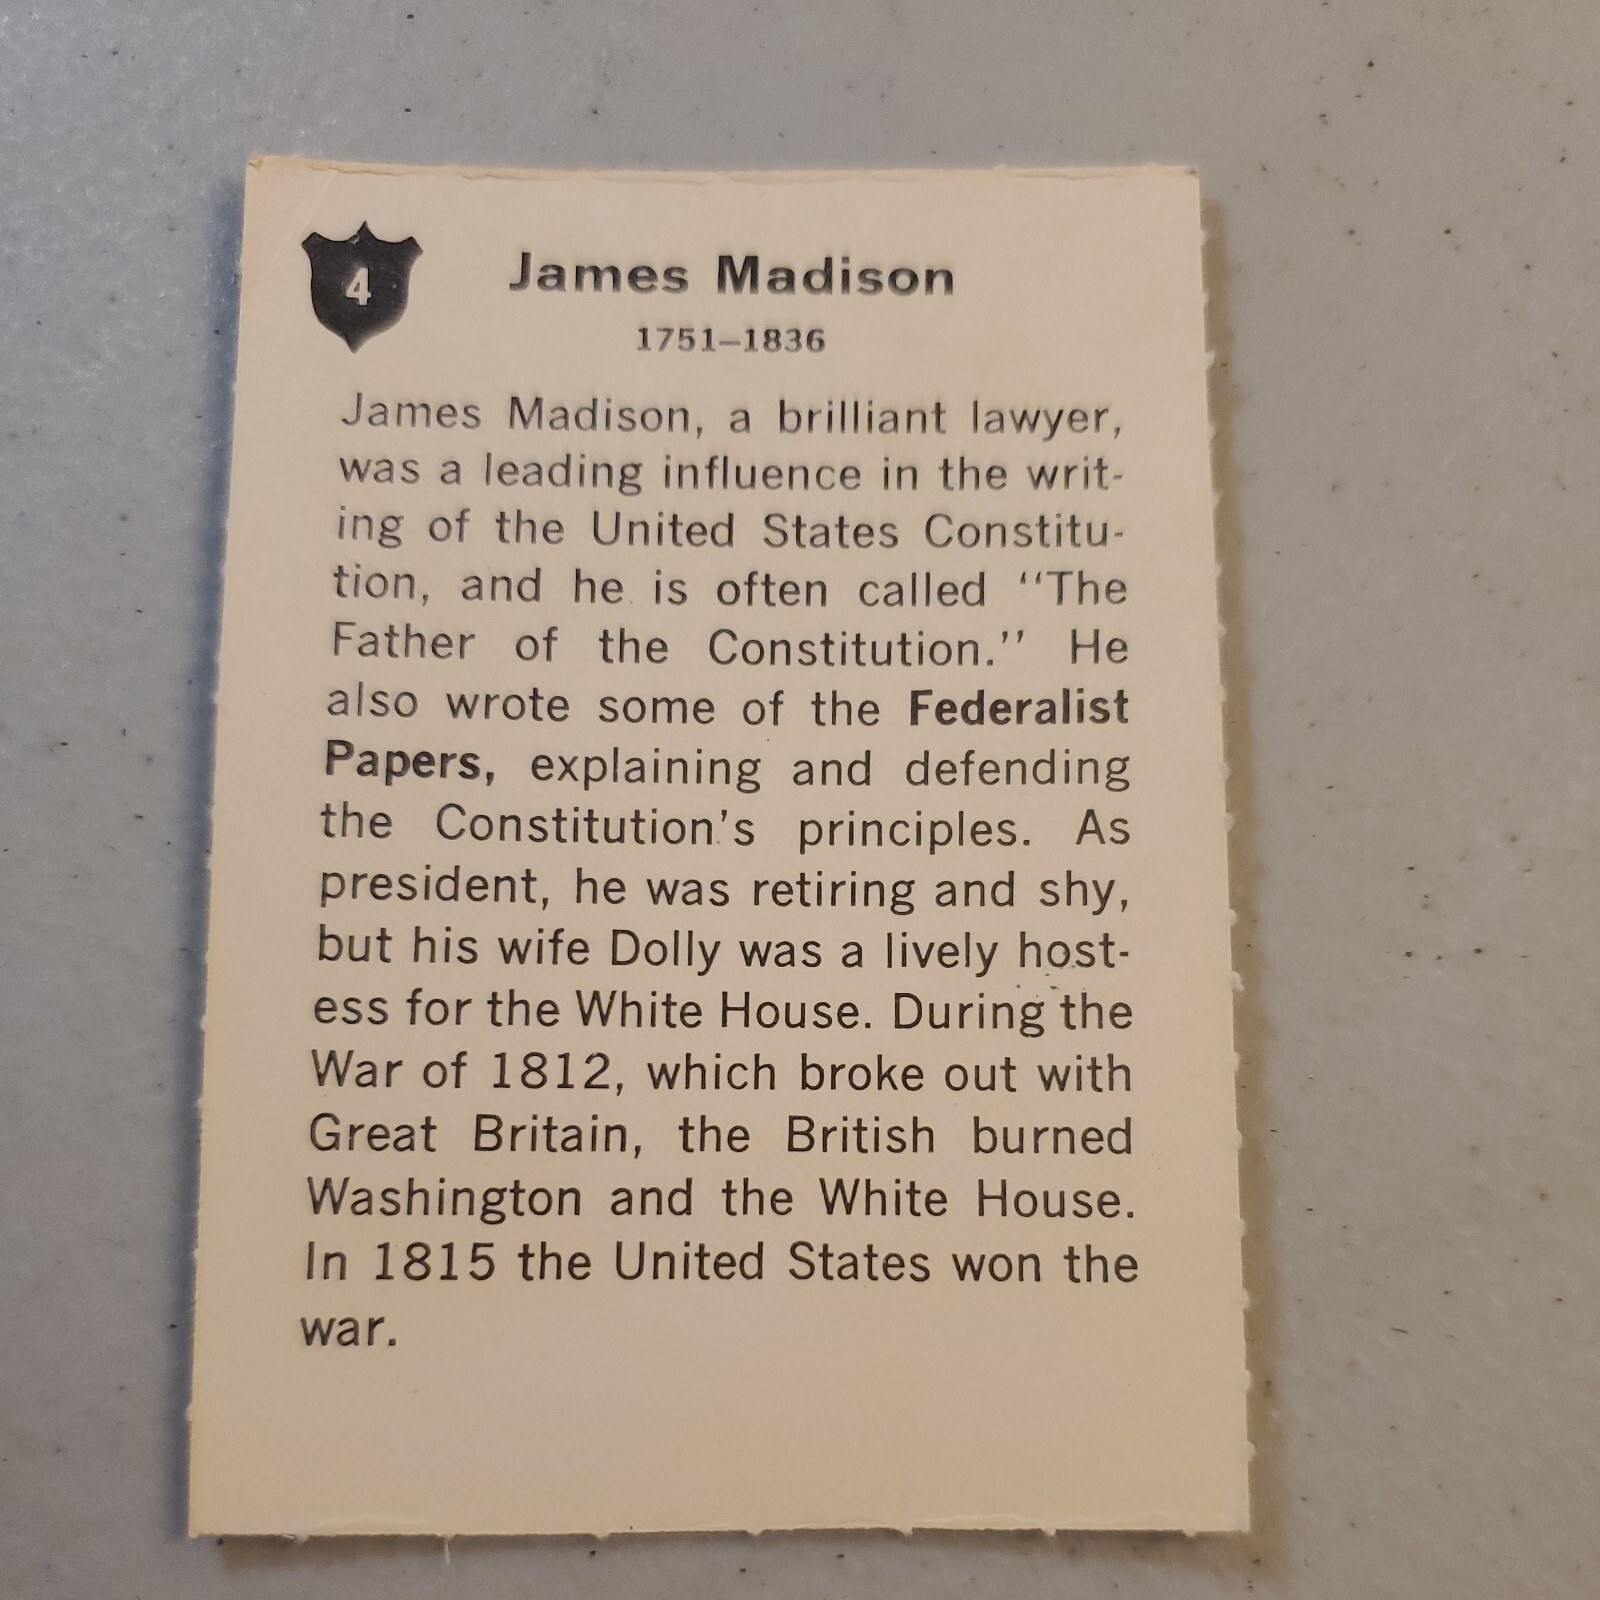 4
James Madison
1751–1836
James Madison, a brilliant lawyer,
was a leading influence in the writ-
ing of the United States Constitu-
tion, and he is often called "The
Father of the Constitution." He
also wrote some of the Federalist
Papers, explaining and defending
the Constitution's principles. As
president, he was retiring and shy,
but his wife Dolly was a lively host-
ess for the White House. During the
War of 1812, which broke out with
Great Britain, the British burned
Washington and the White House.
In 1815 the United States won the
war.